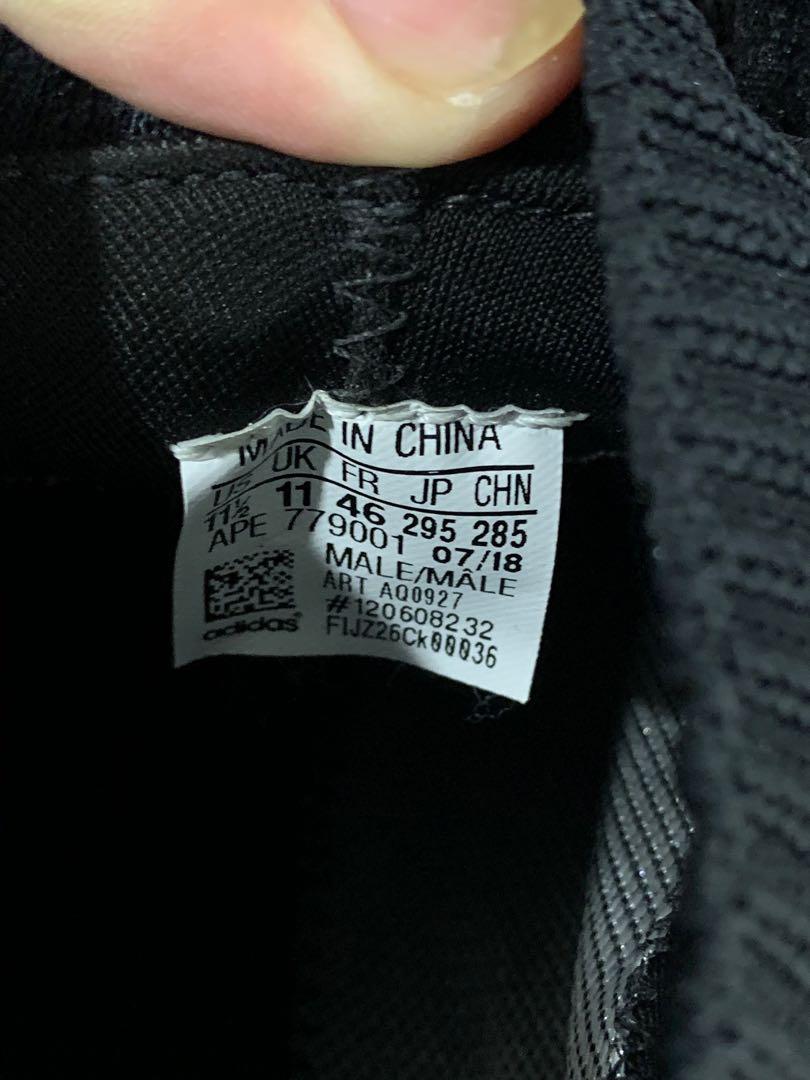 MADE IN CHINA
US UK FR JP CHN
11½ 11 46 295 285
APE 779001 07/18
MALE/MÂLE
ART AQ0927
#120608232
FIJZ26Ck00036
adidas®